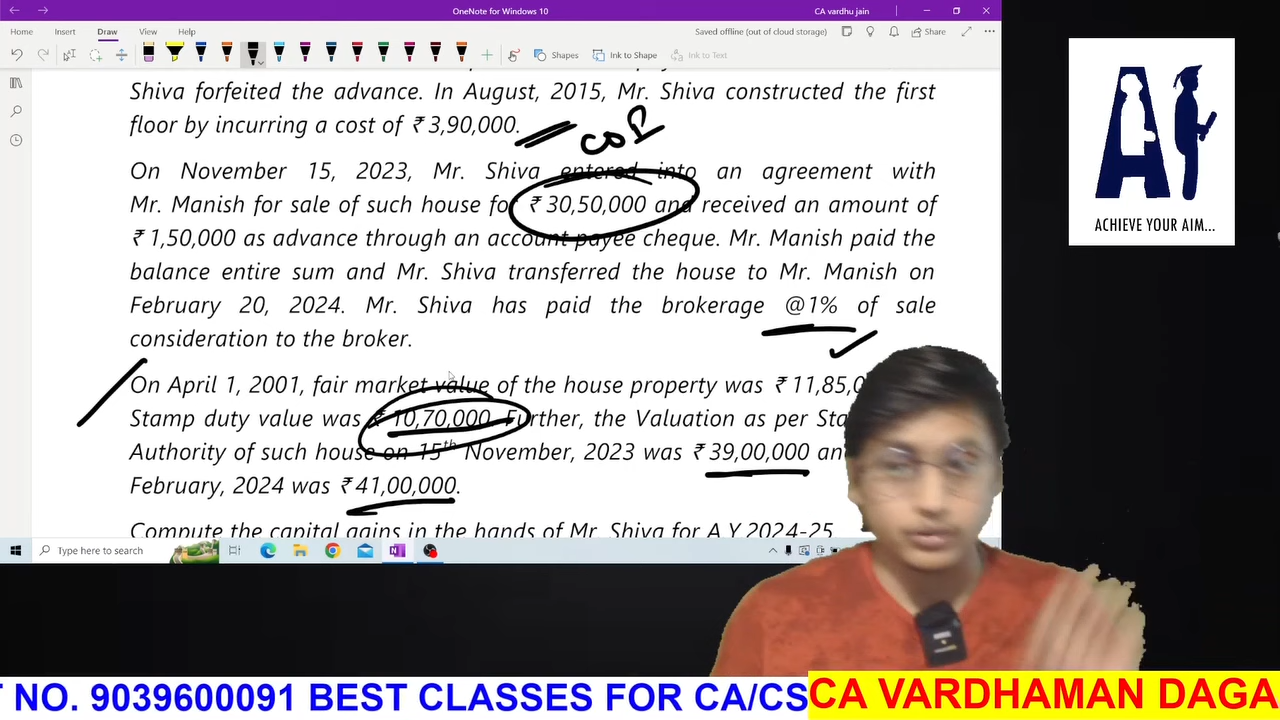 OneNote for Windows 10
CA vardhu jain
Home Insert Draw View Help
Saved offline (out of cloud storage)
Share
Shapes
Ink to Shape
Ink to Text
Shiva forfeited the advance. In August, 2015, Mr. Shiva constructed the first
floor by incurring a cost of ₹ 3,90,000.
On November 15, 2023, Mr. Shiva entered into an agreement with
Mr. Manish for sale of such house for ₹ 30,50,000 and received an amount of
₹ 1,50,000 as advance through an account payee cheque. Mr. Manish paid the
balance entire sum and Mr. Shiva transferred the house to Mr. Manish on
February 20, 2024. Mr. Shiva has paid the brokerage @1% of sale
consideration to the broker.
On April 1, 2001, fair market value of the house property was ₹ 11,85,0
Stamp duty value was ₹ 10,70,000. Further, the Valuation as per
Authority of such house on 15th November, 2023 was ₹ 39,00,000
February, 2024 was ₹ 41,00,000.
Compute the capital gains in the hands of Mr. Shiva for A.Y.2024-25
Type here to search
AI
ACHIEVE YOUR AIM...
T NO. 9039600091 BEST CLASSES FOR CA/CS
CA VARDHAMAN DAGA